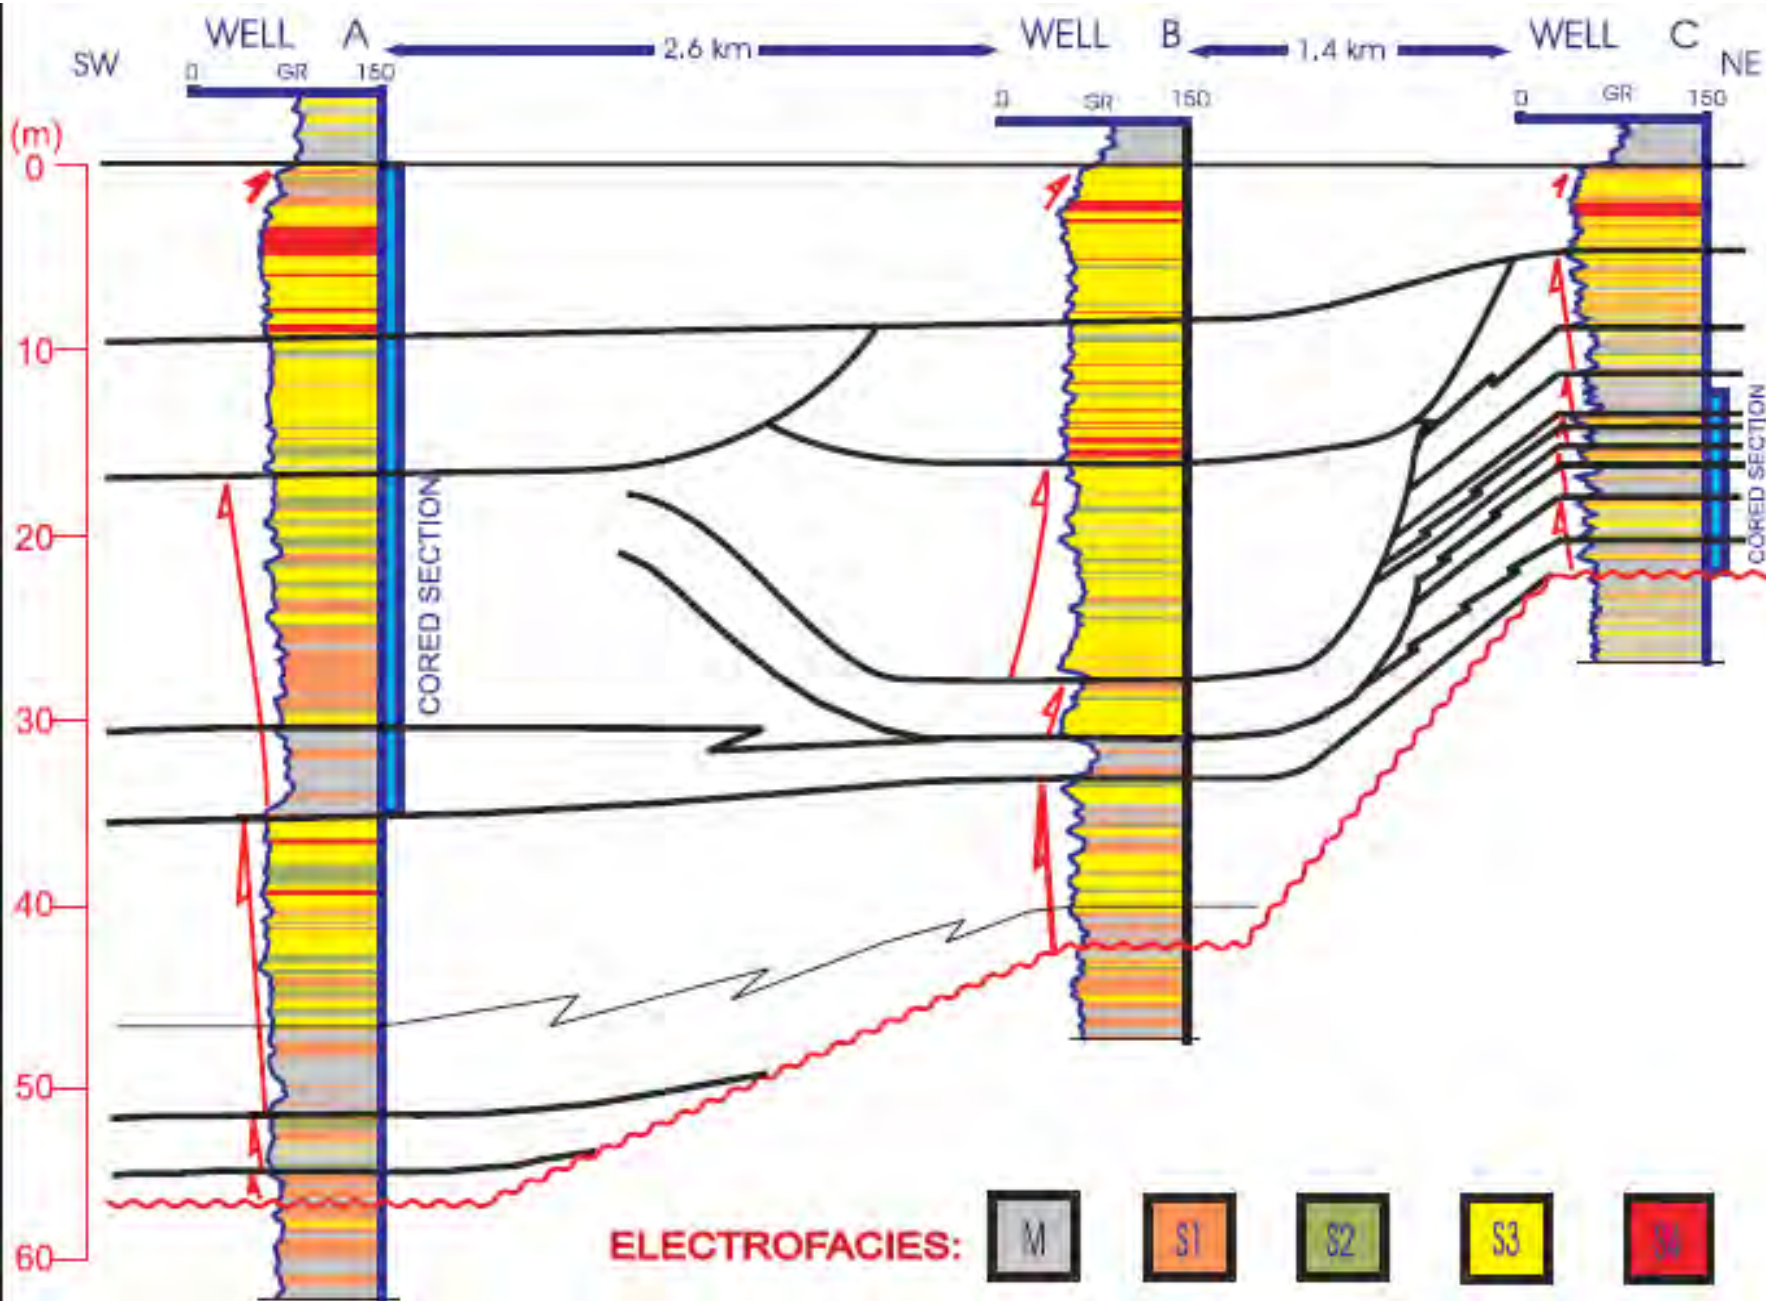 WELL A
2.6 km
WELL B
1.4 km
WELL C
SW
NE
0 GR 150
0 GR 150
0 GR 150
(m)
0
10
20
30
40
50
60
CORED SECTION
CORED SECTION
ELECTROFACIES: M S1 S2 S3 S4